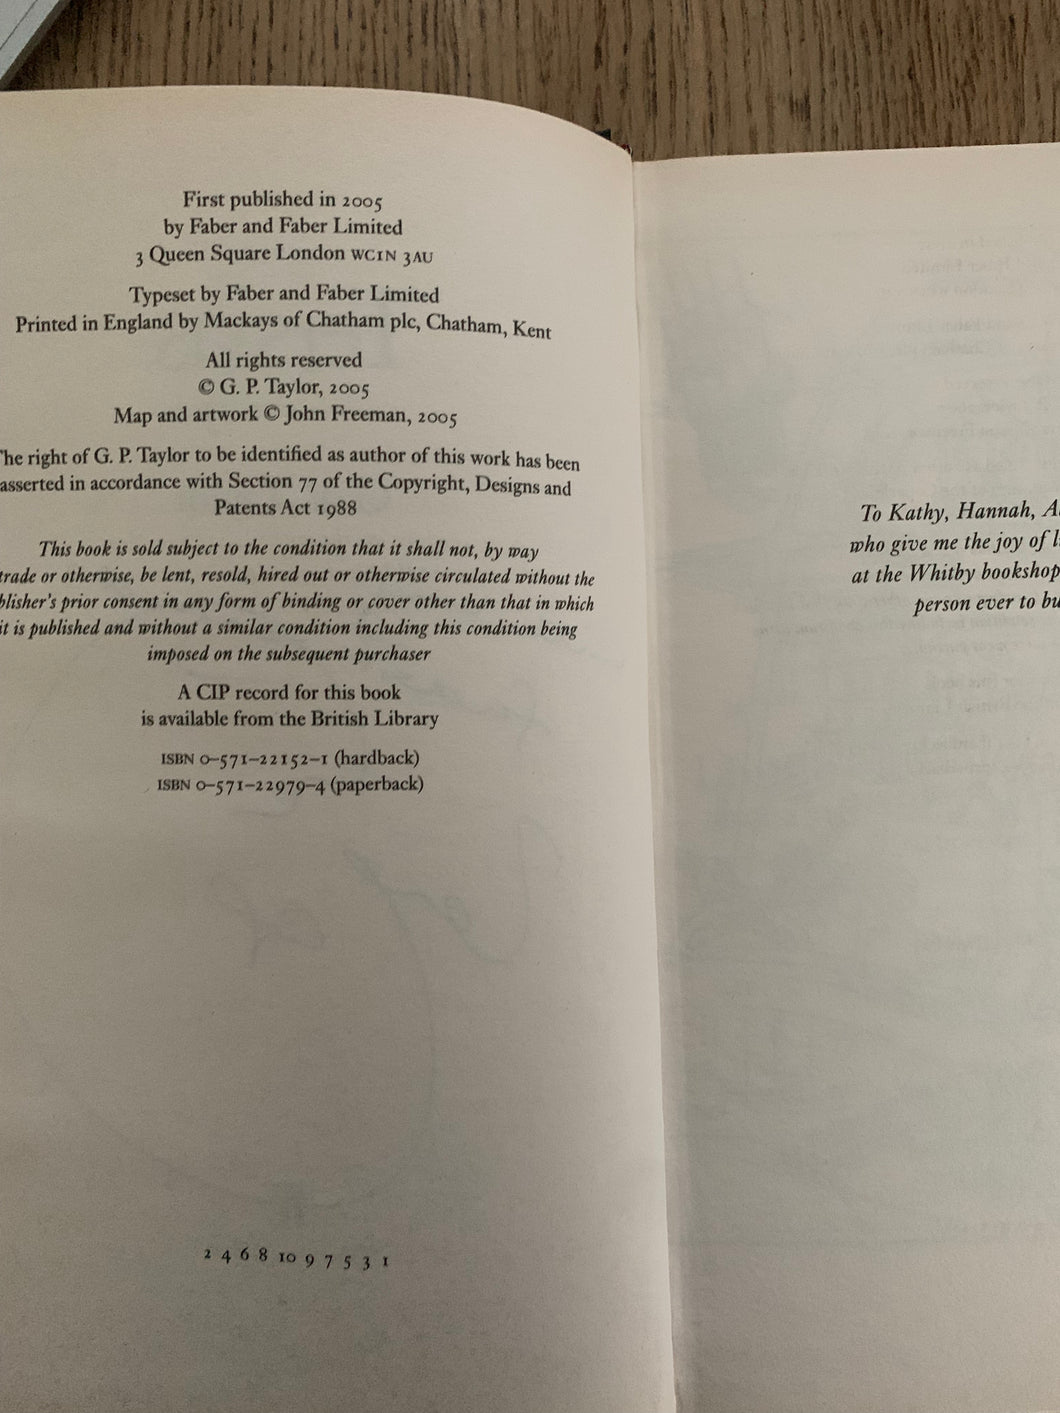 First published in 2005
by Faber and Faber Limited
3 Queen Square London WC1N 3AU
Typeset by Faber and Faber Limited
Printed in England by Mackays of Chatham plc, Chatham, Kent
All rights reserved
© G. P. Taylor, 2005
Map and artwork © John Freeman, 2005
The right of G. P. Taylor to be identified as author of this work has been
asserted in accordance with Section 77 of the Copyright, Designs and
Patents Act 1988
This book is sold subject to the condition that it shall not, by way
trade or otherwise, be lent, resold, hired out or otherwise circulated without the
blisher's prior consent in any form of binding or cover other than that in which
it is published and without a similar condition including this condition being
imposed on the subsequent purchaser
A CIP record for this book
is available from the British Library
ISBN 0–571–22152–1 (hardback)
ISBN 0–571–22979–4 (paperback)
2 4 6 8 10 9 7 5 3 1
To Kathy, Hannah,
who give me the joy of
at the Whitby bookshop
person ever to